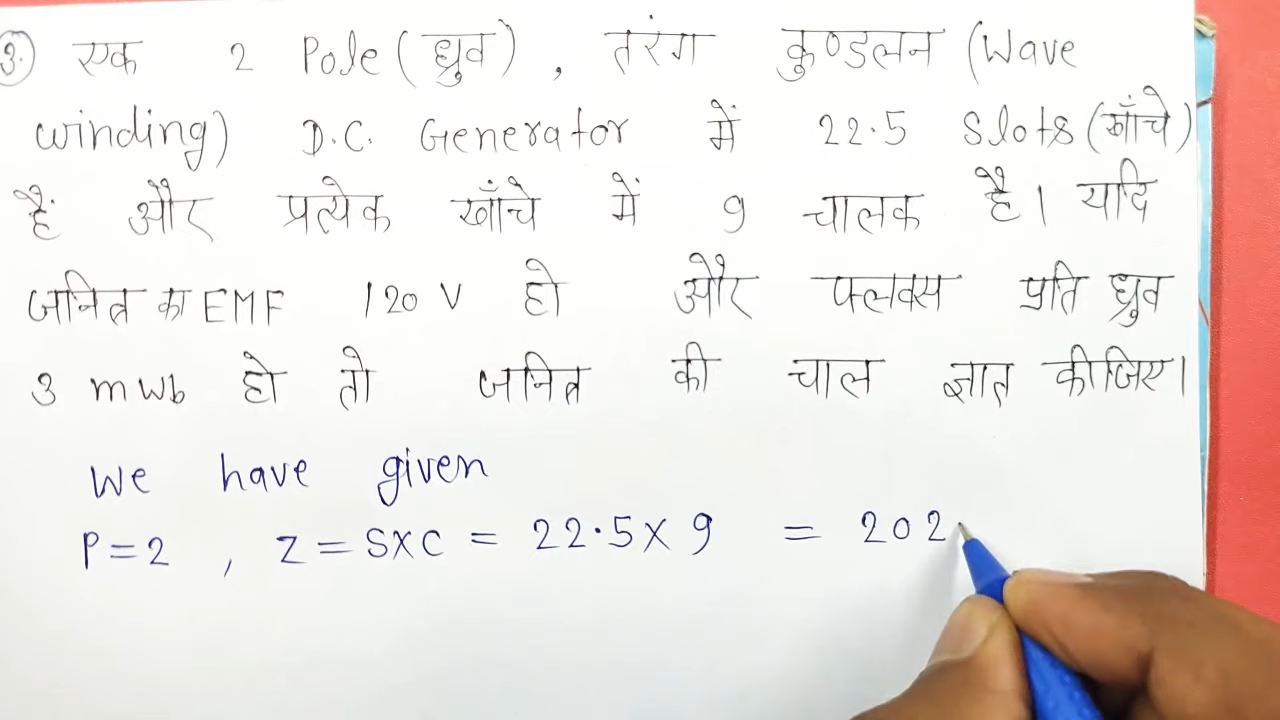 3. एक 2 Pole (ध्रुव), तरंग कुण्डलन (Wave
winding) D.C. Generator में 22.5 Slots (खाँचे)
हैं और प्रत्येक खाँचे में 9 चालक है। यदि
जनित्र का EMF 120 V हो और फ्लक्स प्रति ध्रुव
3 mwb हो तो जनित्र की चाल ज्ञात कीजिए।
We have given
P=2 , Z = S×C = 22.5×9 = 202